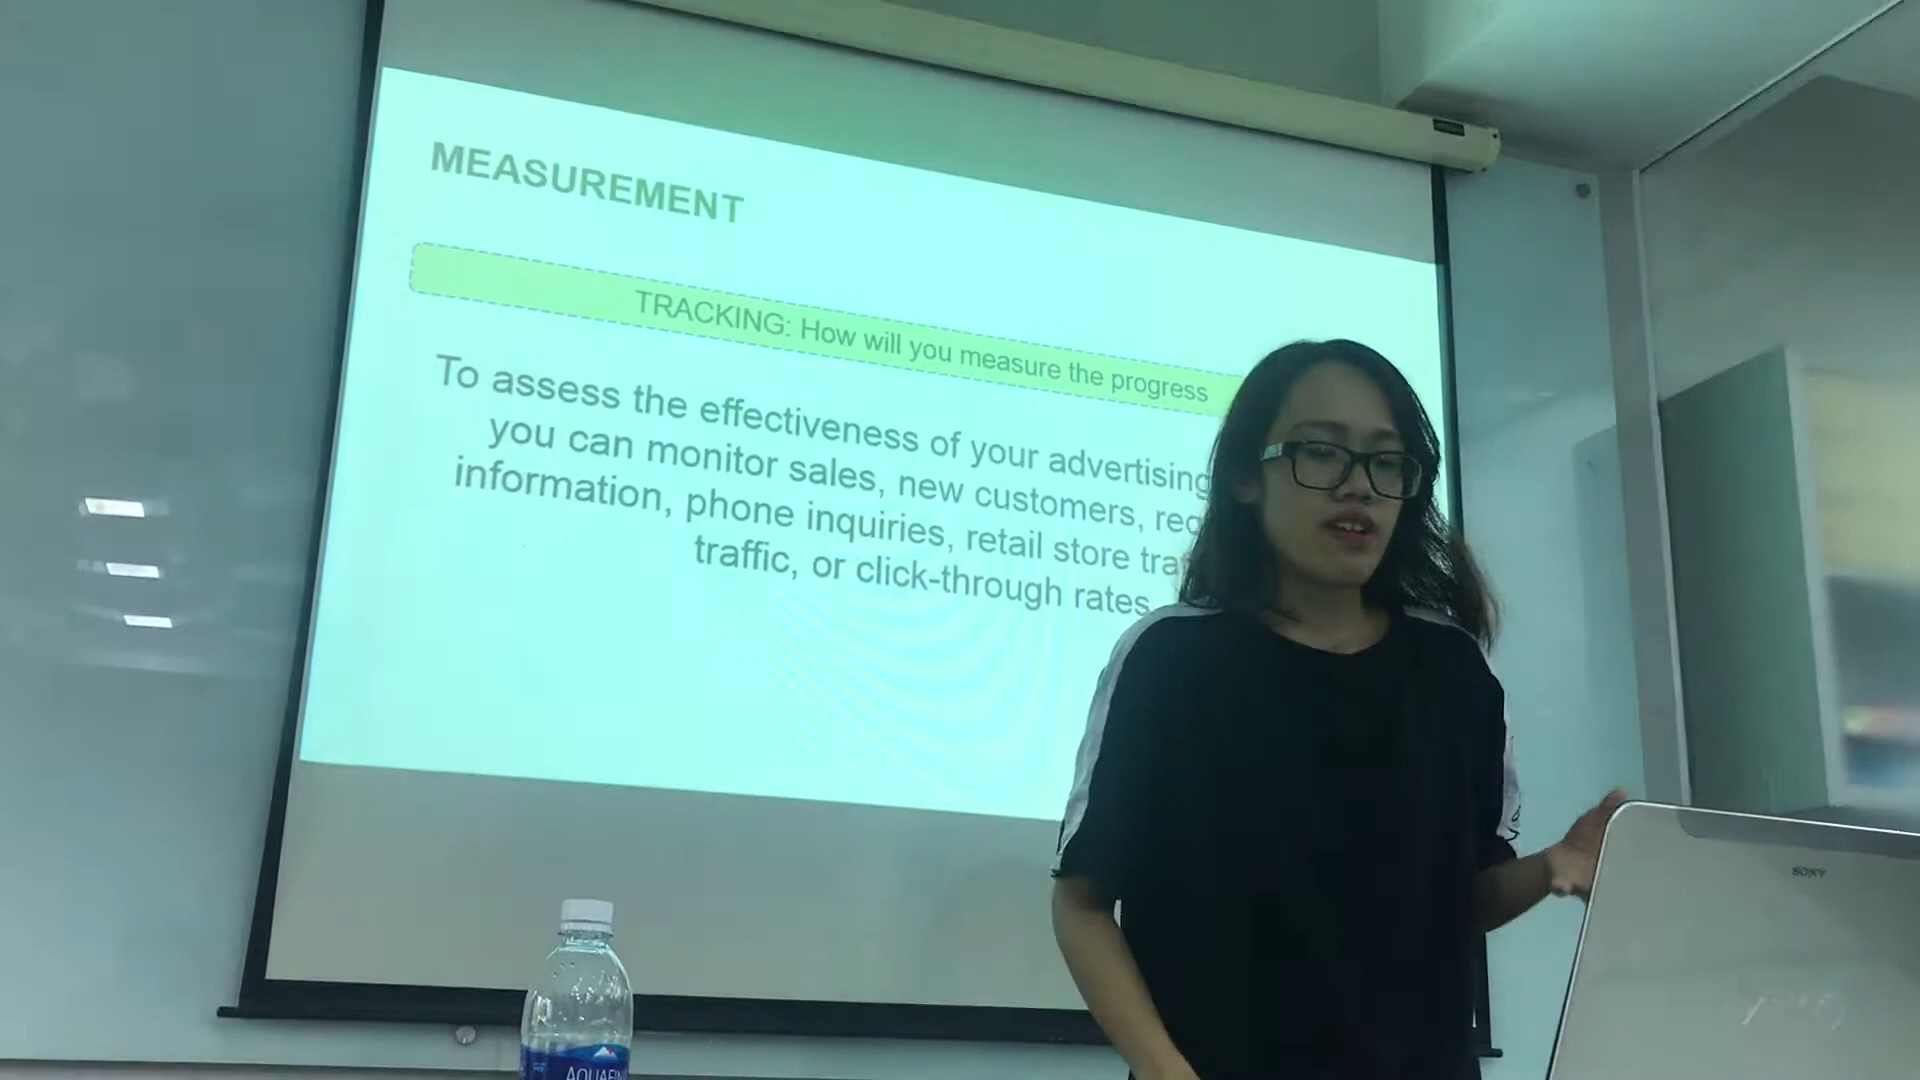 MEASUREMENT
TRACKING: How will you measure the progress
To assess the effectiveness of your advertising
you can monitor sales, new customers,
information, phone inquiries, retail store
traffic, or click-through rates.
SONY